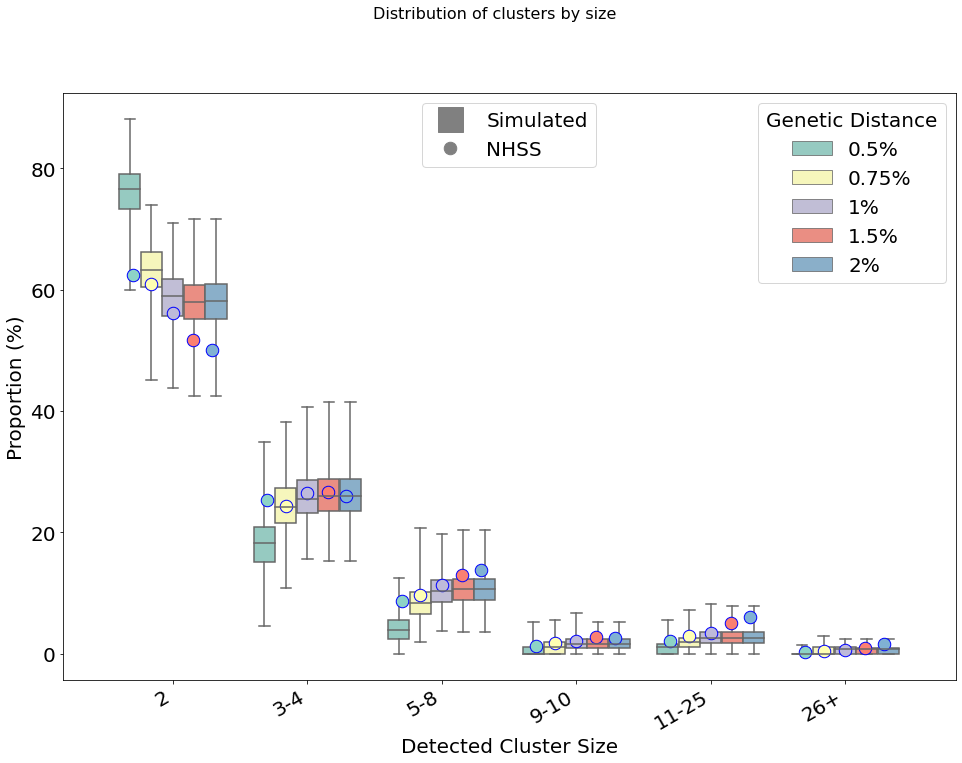 Distribution of clusters by size
Simulated
NHSS
Genetic Distance
0.5%
0.75%
1%
1.5%
2%
Proportion (%)
80
60
40
20
0
2
3-4
5-8
9-10
11-25
26+
Detected Cluster Size